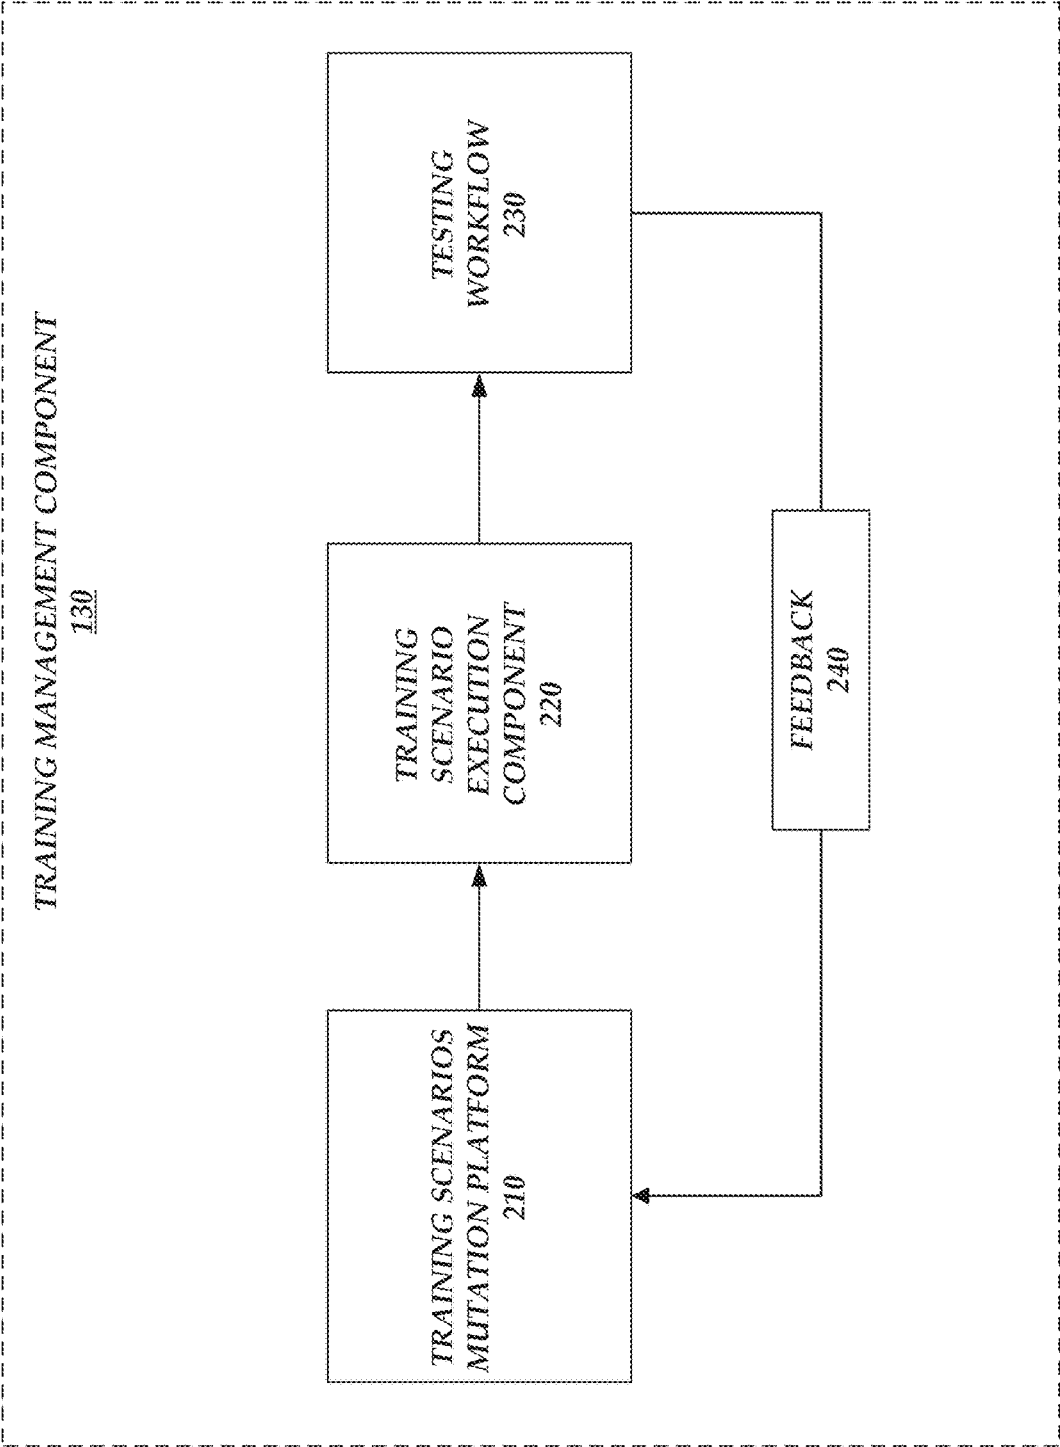 TRAINING MANAGEMENT COMPONENT
130
TRAINING SCENARIOS
MUTATION PLATFORM
210
TRAINING
SCENARIO
EXECUTION
COMPONENT
220
TESTING
WORKFLOW
230
FEEDBACK
240